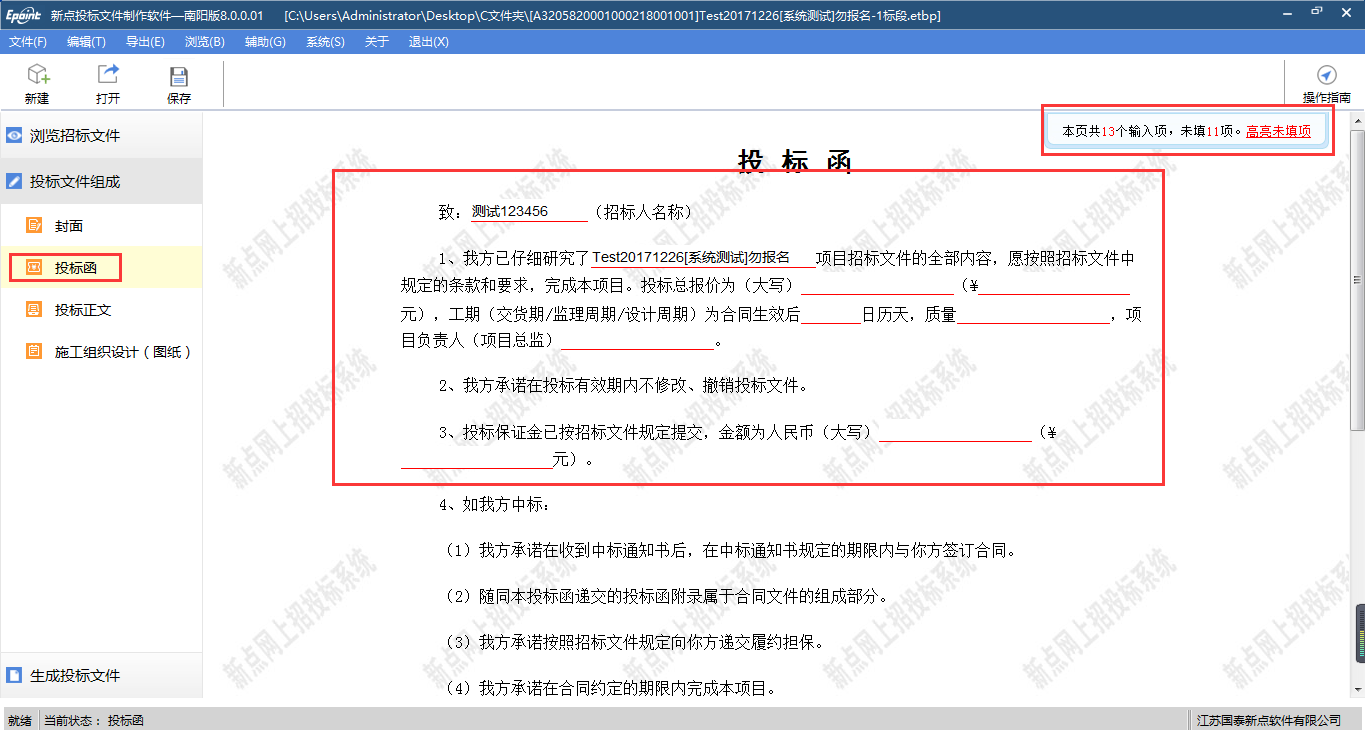 Epoint 新点投标文件制作软件—南阳版8.0.0.01 [C:\Users\Administrator\Desktop\C文件夹\[A3205820001000218001001]Test20171226[系统测试]勿报名-1标段.etbp]
文件(F) 编辑(T) 导出(E) 浏览(B) 辅助(G) 系统(S) 关于 退出(X)
新建 打开 保存 操作指南
本页共13个输入项，未填11项。高亮未填项
浏览招标文件
投标文件组成
封面
投标函
投标正文
施工组织设计（图纸）
生成投标文件
投 标 函
致：测试123456（招标人名称）
1、我方已仔细研究了Test20171226[系统测试]勿报名 项目招标文件的全部内容，愿按照招标文件中
规定的条款和要求，完成本项目。投标总报价为（大写）（¥
元），工期（交货期/监理周期/设计周期）为合同生效后 日历天，质量 ，项
目负责人（项目总监） 。
2、我方承诺在投标有效期内不修改、撤销投标文件。
3、投标保证金已按招标文件规定提交，金额为人民币（大写）（¥
元）。
4、如我方中标：
（1）我方承诺在收到中标通知书后，在中标通知书规定的期限内与你方签订合同。
（2）随同本投标函递交的投标函附录属于合同文件的组成部分。
（3）我方承诺按照招标文件规定向你方递交履约担保。
（4）我方承诺在合同约定的期限内完成本项目。
新点网上招投标系统
就绪 当前状态： 投标函 江苏国泰新点软件有限公司